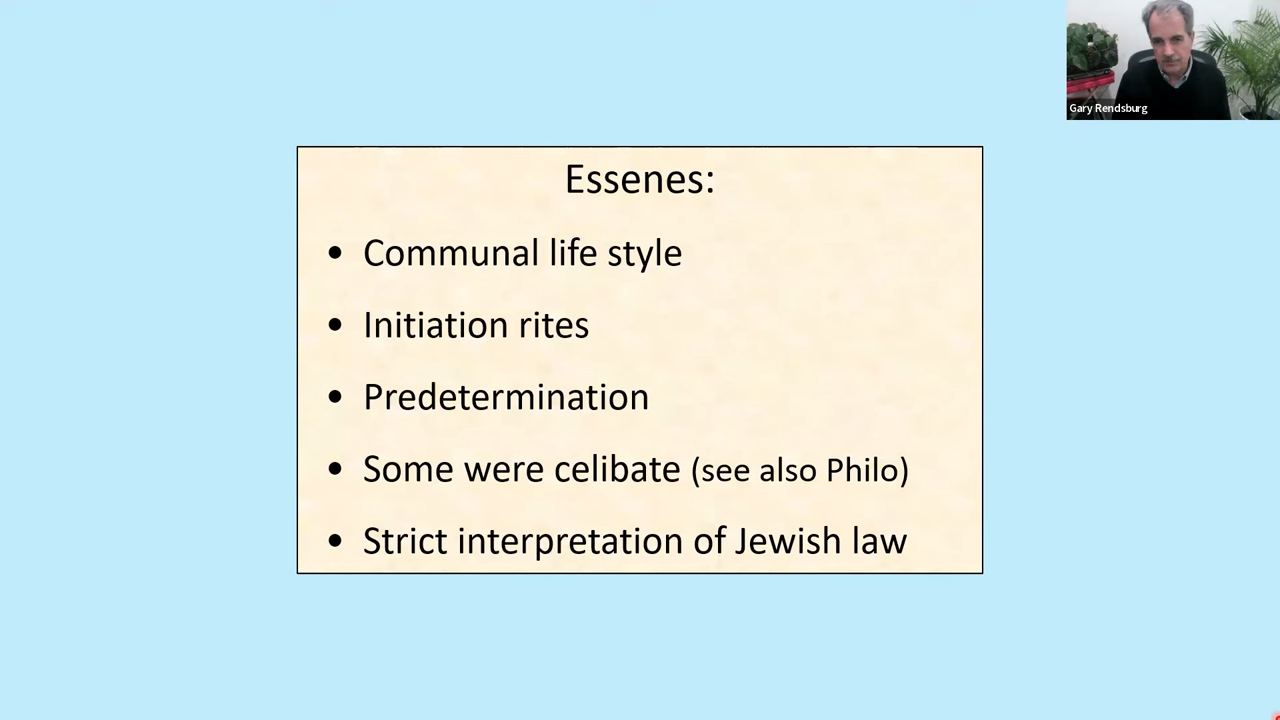 Gary Rendsburg
Essenes:
• Communal life style
• Initiation rites
• Predetermination
• Some were celibate (see also Philo)
• Strict interpretation of Jewish law